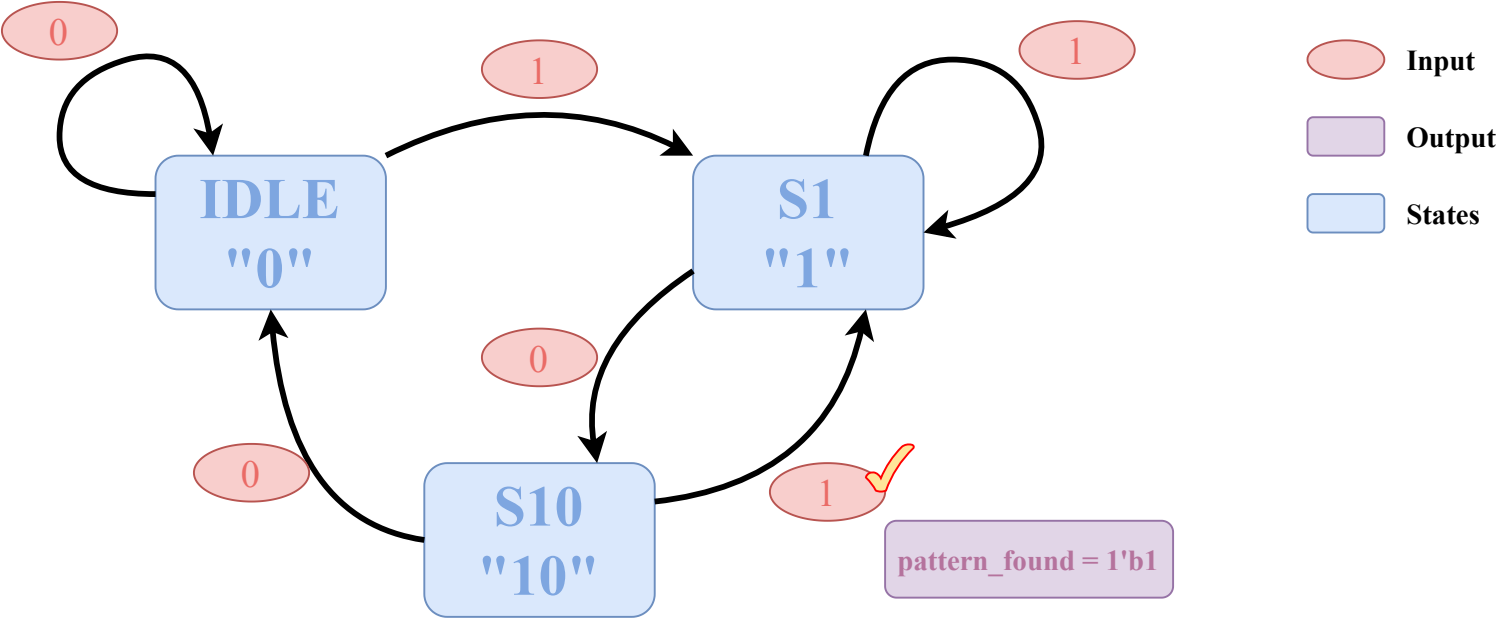 0
1
1
Input
Output
States
IDLE
"0"
S1
"1"
0
0
1
S10
"10"
pattern_found = 1'b1